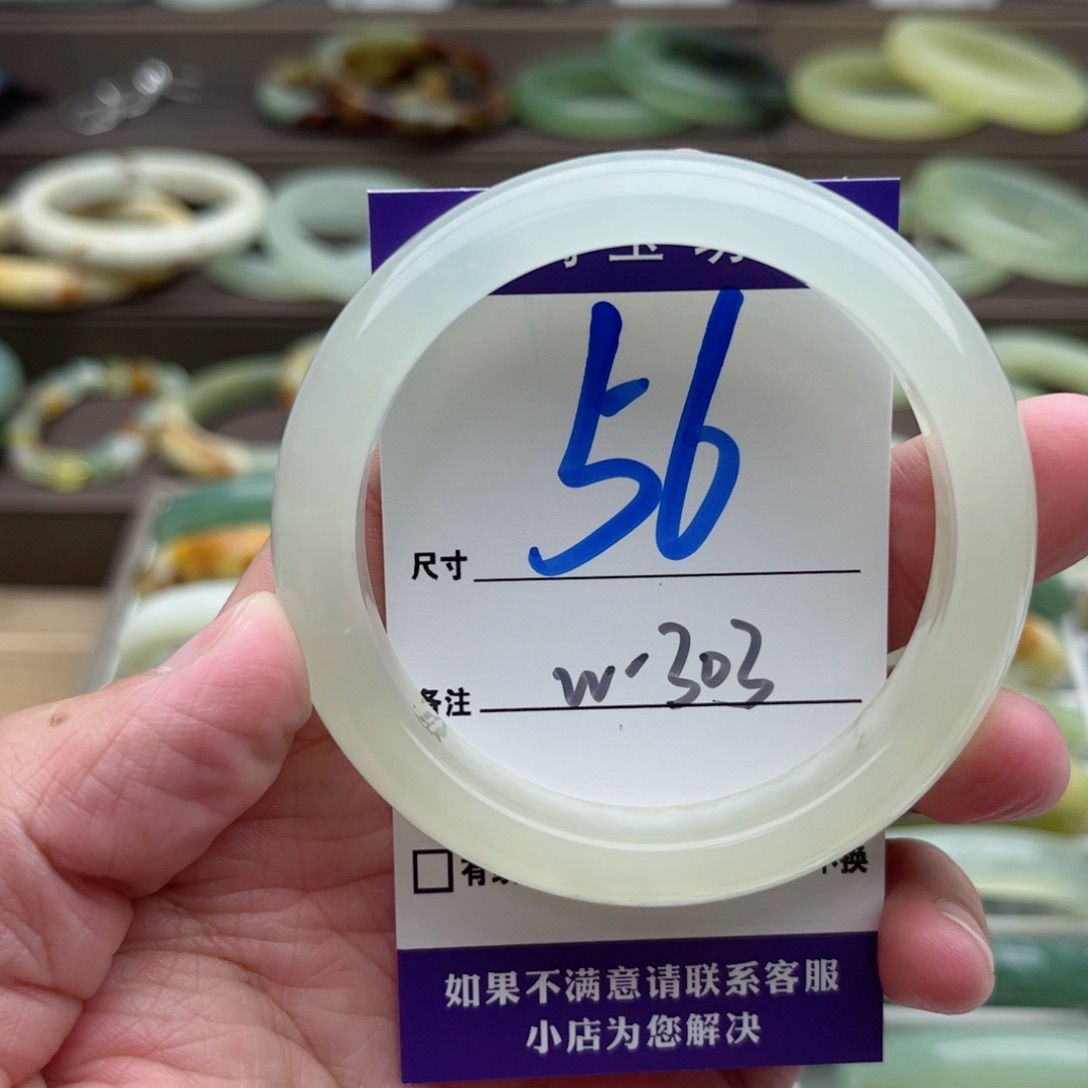 56
尺寸
w·303
备注
如果不满意请联系客服
小店为您解决